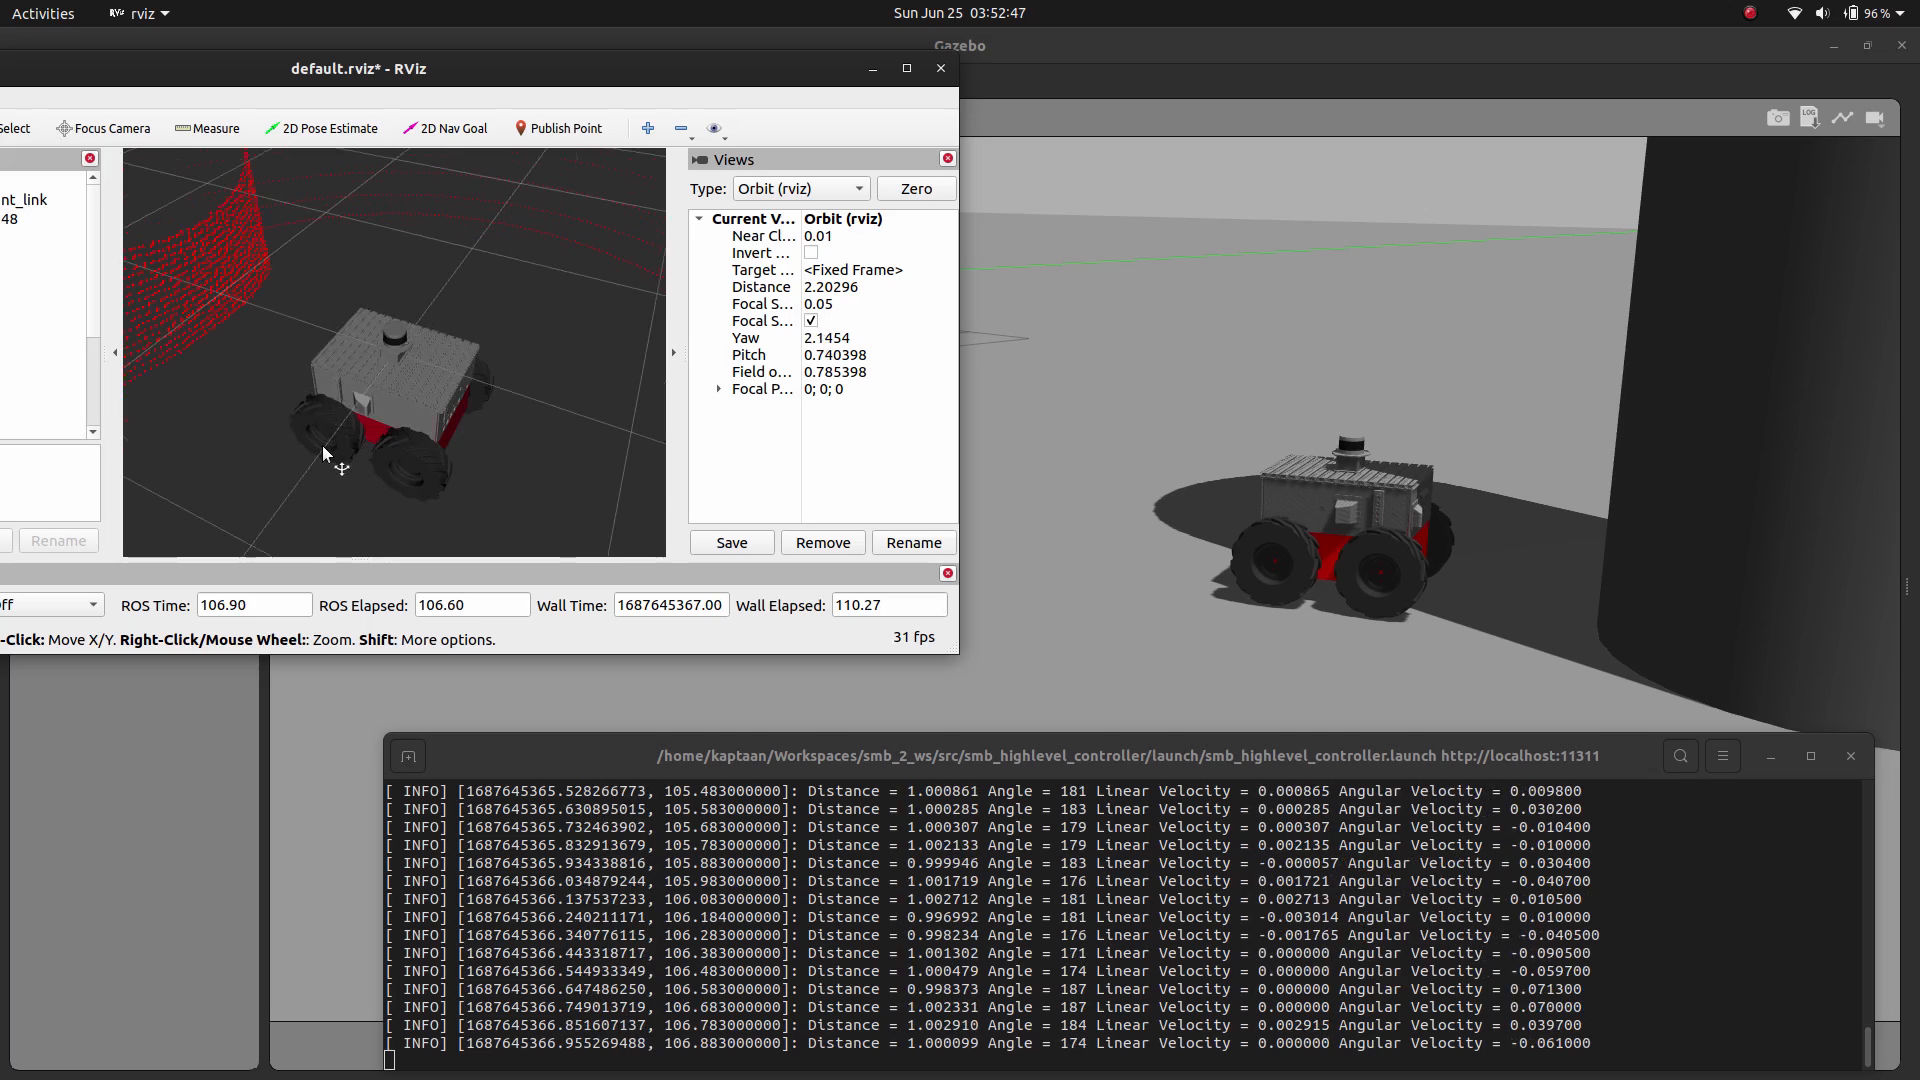 Activities
rviz
Sun Jun 25 03:52:47
96 %
Gazebo
default.rviz* - RViz
Select
Focus Camera
Measure
2D Pose Estimate
2D Nav Goal
Publish Point
LOG
nt_link
48
Rename
Views
Type:
Orbit (rviz)
Zero
Current V... Orbit (rviz)
Near Cl... 0.01
Invert ...
Target ... <Fixed Frame>
Distance 2.20296
Focal S... 0.05
Focal S...
Yaw 2.1454
Pitch 0.740398
Field o... 0.785398
Focal P... 0; 0; 0
Save
Remove
Rename
ff
ROS Time: 106.90
ROS Elapsed: 106.60
Wall Time: 1687645367.00
Wall Elapsed: 110.27
-Click: Move X/Y. Right-Click/Mouse Wheel:: Zoom. Shift: More options.
31 fps
/home/kaptaan/Workspaces/smb_2_ws/src/smb_highlevel_controller/launch/smb_highlevel_controller.launch http://localhost:11311
[ INFO] [1687645365.528266773, 105.483000000]: Distance = 1.000861 Angle = 181 Linear Velocity = 0.000865 Angular Velocity = 0.009800
[ INFO] [1687645365.630895015, 105.583000000]: Distance = 1.000285 Angle = 183 Linear Velocity = 0.000285 Angular Velocity = 0.030200
[ INFO] [1687645365.732463902, 105.683000000]: Distance = 1.000307 Angle = 179 Linear Velocity = 0.000307 Angular Velocity = -0.010400
[ INFO] [1687645365.832913679, 105.783000000]: Distance = 1.002133 Angle = 179 Linear Velocity = 0.002135 Angular Velocity = -0.010000
[ INFO] [1687645365.934338816, 105.883000000]: Distance = 0.999946 Angle = 183 Linear Velocity = -0.000057 Angular Velocity = 0.030400
[ INFO] [1687645366.034879244, 105.983000000]: Distance = 1.001719 Angle = 176 Linear Velocity = 0.001721 Angular Velocity = -0.040700
[ INFO] [1687645366.137537233, 106.083000000]: Distance = 1.002712 Angle = 181 Linear Velocity = 0.002713 Angular Velocity = 0.010500
[ INFO] [1687645366.240211171, 106.184000000]: Distance = 0.996992 Angle = 181 Linear Velocity = -0.003014 Angular Velocity = 0.010000
[ INFO] [1687645366.340776115, 106.283000000]: Distance = 0.998234 Angle = 176 Linear Velocity = -0.001765 Angular Velocity = -0.040500
[ INFO] [1687645366.443318717, 106.383000000]: Distance = 1.001302 Angle = 171 Linear Velocity = 0.000000 Angular Velocity = -0.090500
[ INFO] [1687645366.544933349, 106.483000000]: Distance = 1.000479 Angle = 174 Linear Velocity = 0.000000 Angular Velocity = -0.059700
[ INFO] [1687645366.647486250, 106.583000000]: Distance = 0.998373 Angle = 187 Linear Velocity = 0.000000 Angular Velocity = 0.071300
[ INFO] [1687645366.749013719, 106.683000000]: Distance = 1.002331 Angle = 187 Linear Velocity = 0.000000 Angular Velocity = 0.070000
[ INFO] [1687645366.851607137, 106.783000000]: Distance = 1.002910 Angle = 184 Linear Velocity = 0.002915 Angular Velocity = 0.039700
[ INFO] [1687645366.955269488, 106.883000000]: Distance = 1.000099 Angle = 174 Linear Velocity = 0.000000 Angular Velocity = -0.061000